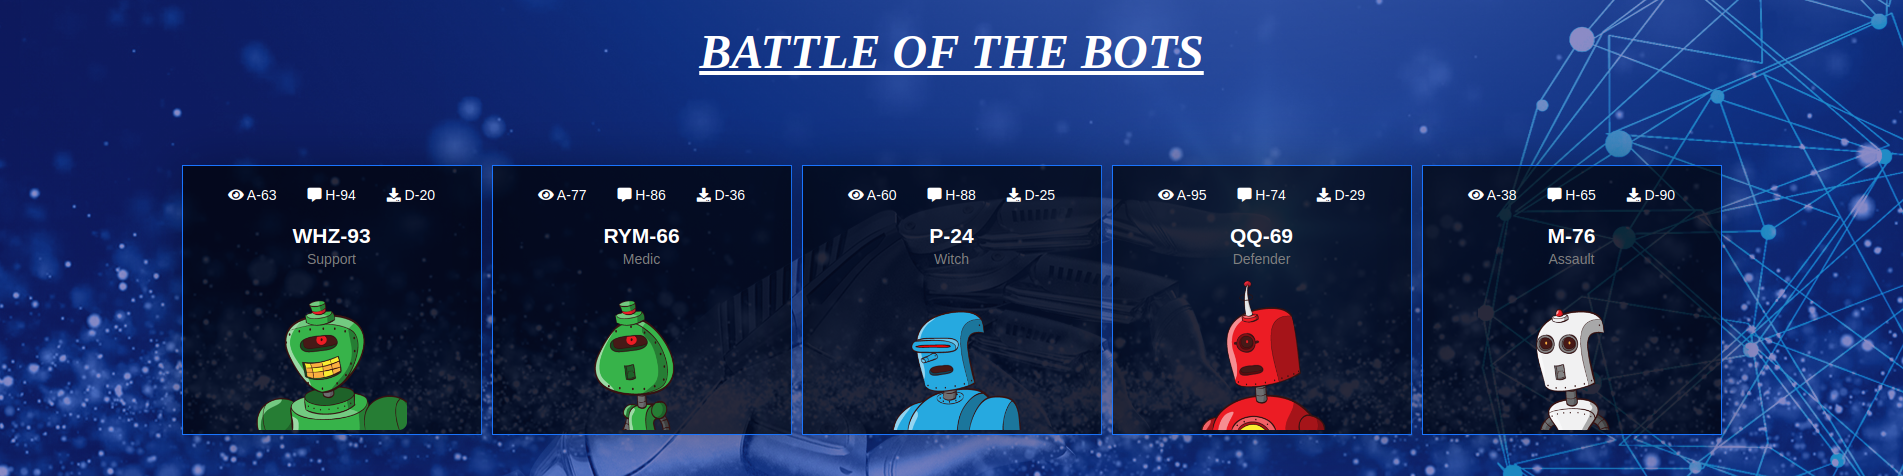 BATTLE OF THE BOTS
A-63 H-94 D-20
WHZ-93
Support
A-77 H-86 D-36
RYM-66
Medic
A-60 H-88 D-25
P-24
Witch
A-95 H-74 D-29
QQ-69
Defender
A-38 H-65 D-90
M-76
Assault